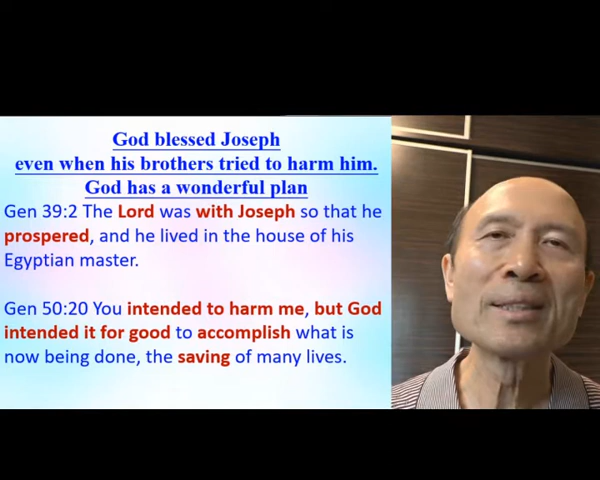 God blessed Joseph
even when his brothers tried to harm him.
God has a wonderful plan
Gen 39:2 The Lord was with Joseph so that he
prospered, and he lived in the house of his
Egyptian master.
Gen 50:20 You intended to harm me, but God
intended it for good to accomplish what is
now being done, the saving of many lives.